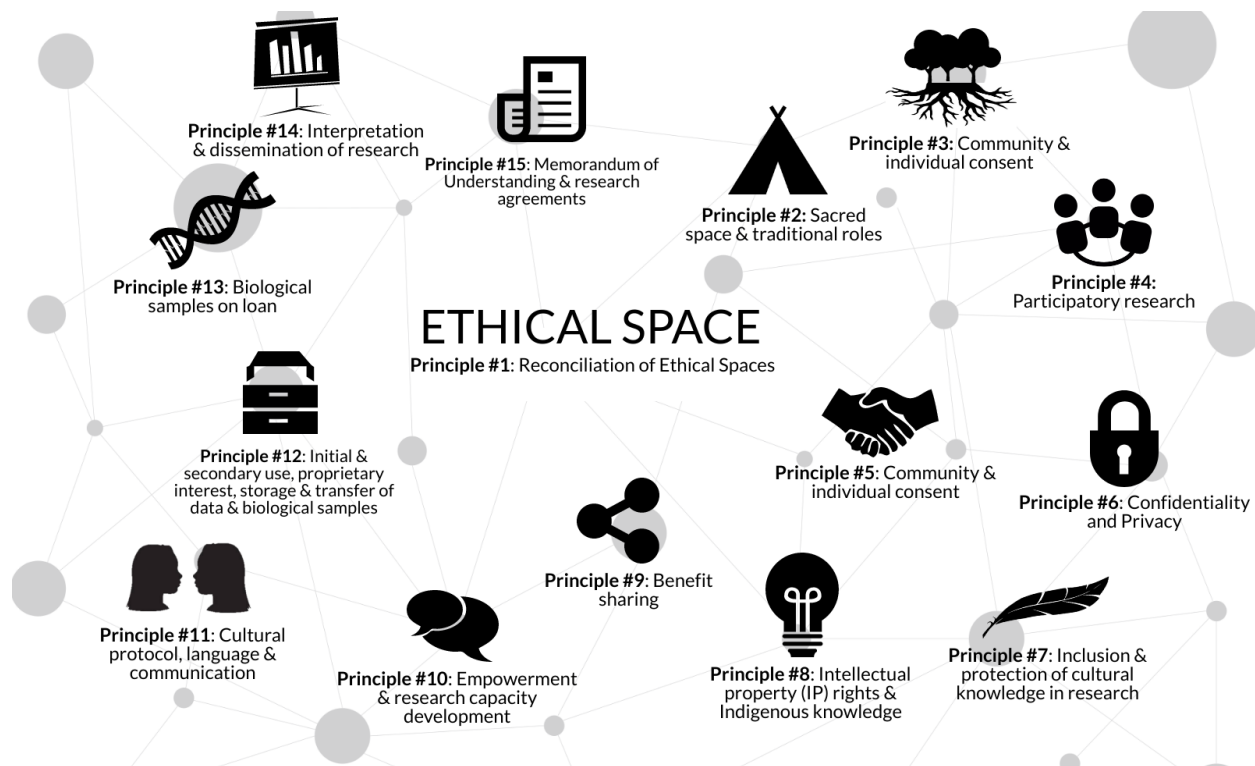 ETHICAL SPACE
Principle #1: Reconciliation of Ethical Spaces
Principle #2: Sacred
space & traditional roles
Principle #3: Community &
individual consent
Principle #4:
Participatory research
Principle #5: Community &
individual consent
Principle #6: Confidentiality
and Privacy
Principle #7: Inclusion &
protection of cultural
knowledge in research
Principle #8: Intellectual
property (IP) rights &
Indigenous knowledge
Principle #9: Benefit
sharing
Principle #10: Empowerment
& research capacity
development
Principle #11: Cultural
protocol, language &
communication
Principle #12: Initial &
secondary use, proprietary
interest, storage & transfer of
data & biological samples
Principle #13: Biological
samples on loan
Principle #14: Interpretation
& dissemination of research
Principle #15: Memorandum of
Understanding & research
agreements